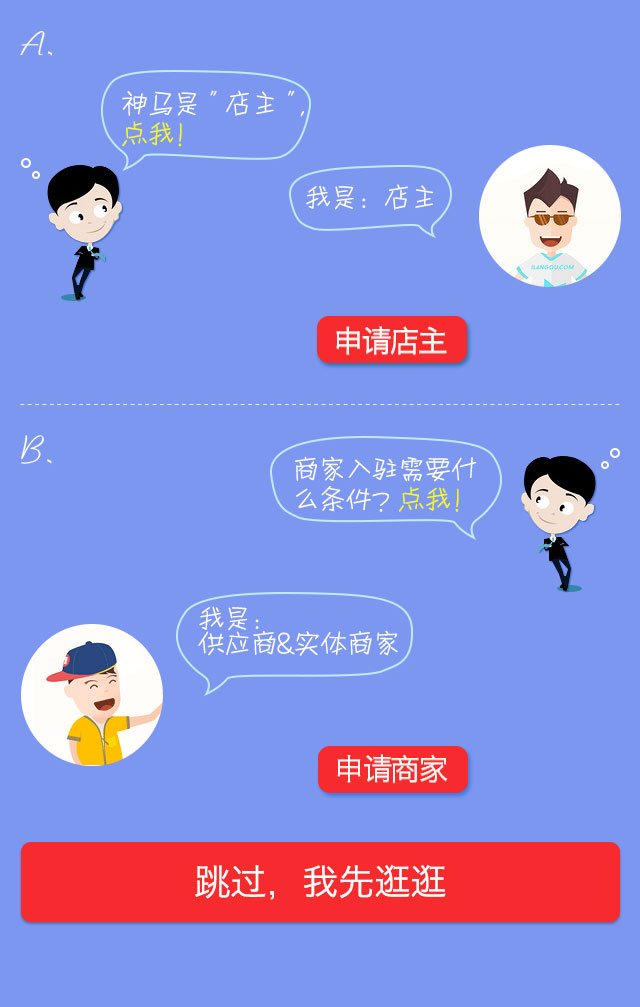 A、
神马是“店主”，
点我！
我是：店主
GANGOU.COM
申请店主
B、
商家入驻需要什
么条件？点我！
我是：
供应商&实体商家
申请商家
跳过，我先逛逛